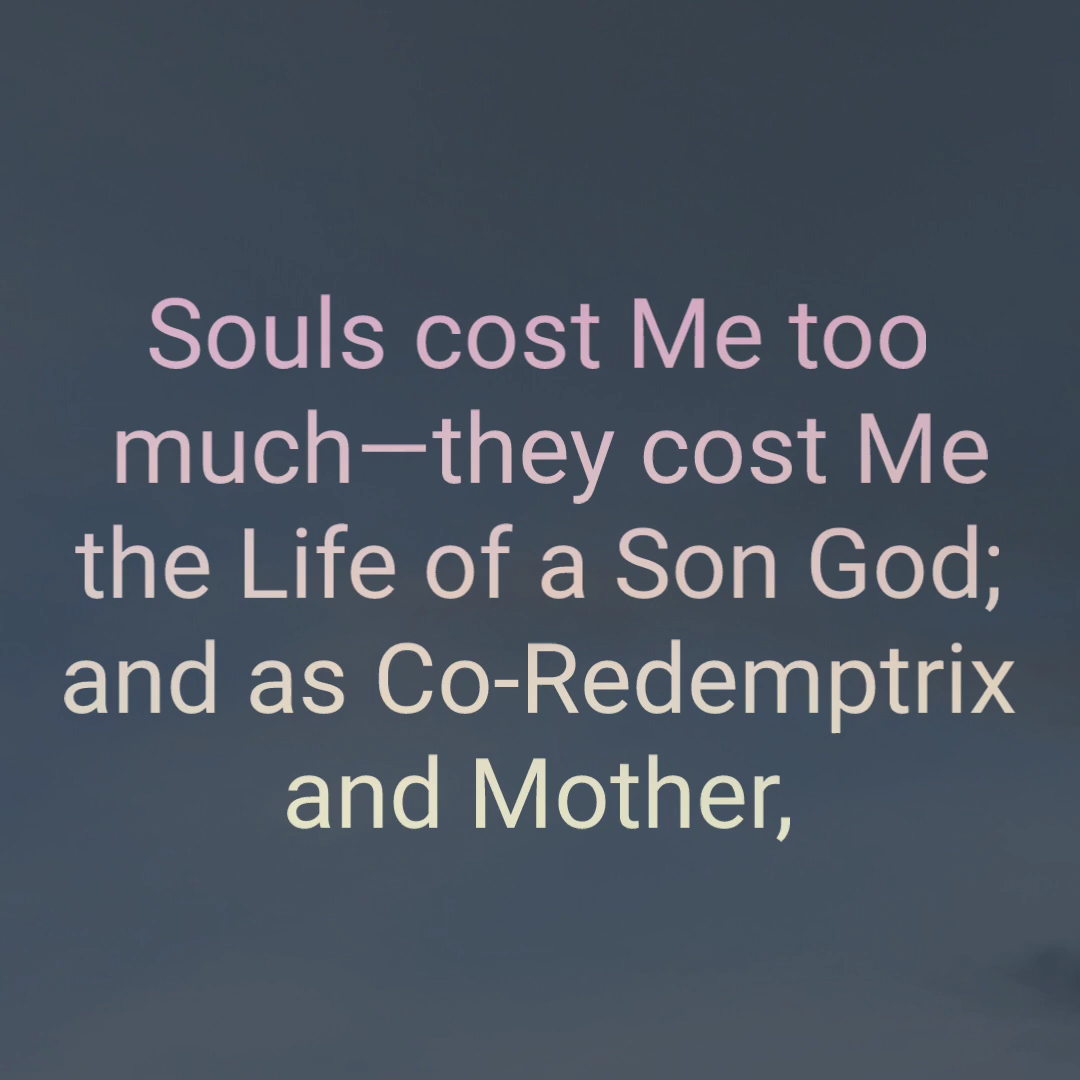 Souls cost Me too
much—they cost Me
the Life of a Son God;
and as Co-Redemptrix
and Mother,